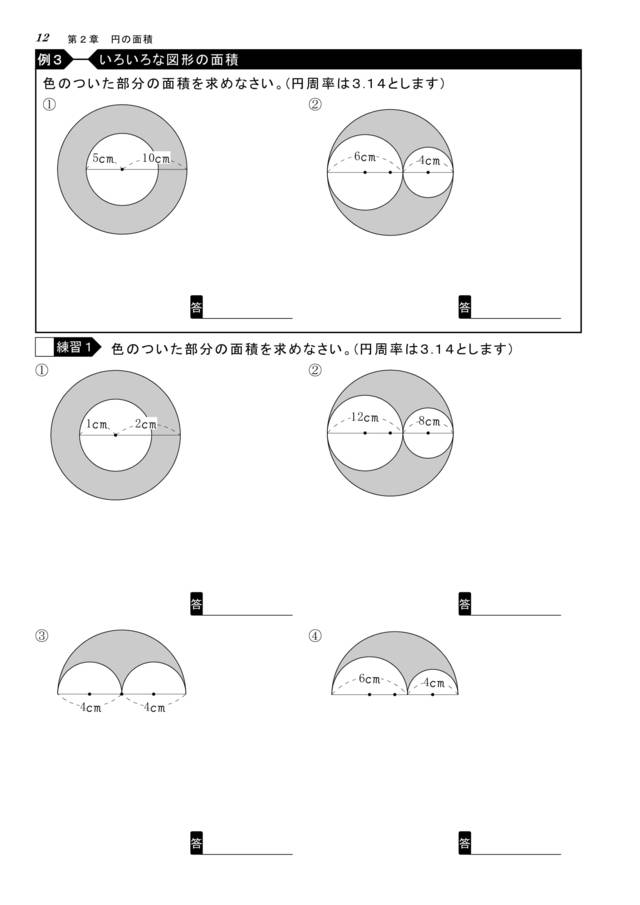 12 第2章 円の面積
例3 いろいろな図形の面積
色のついた部分の面積を求めなさい。(円周率は3.14とします)
① ②
5cm 10cm 6cm 4cm
答 答
練習1 色のついた部分の面積を求めなさい。(円周率は3.14とします)
① ②
1cm 2cm 12cm 8cm
答 答
③ ④
4cm 4cm 6cm 4cm
答 答